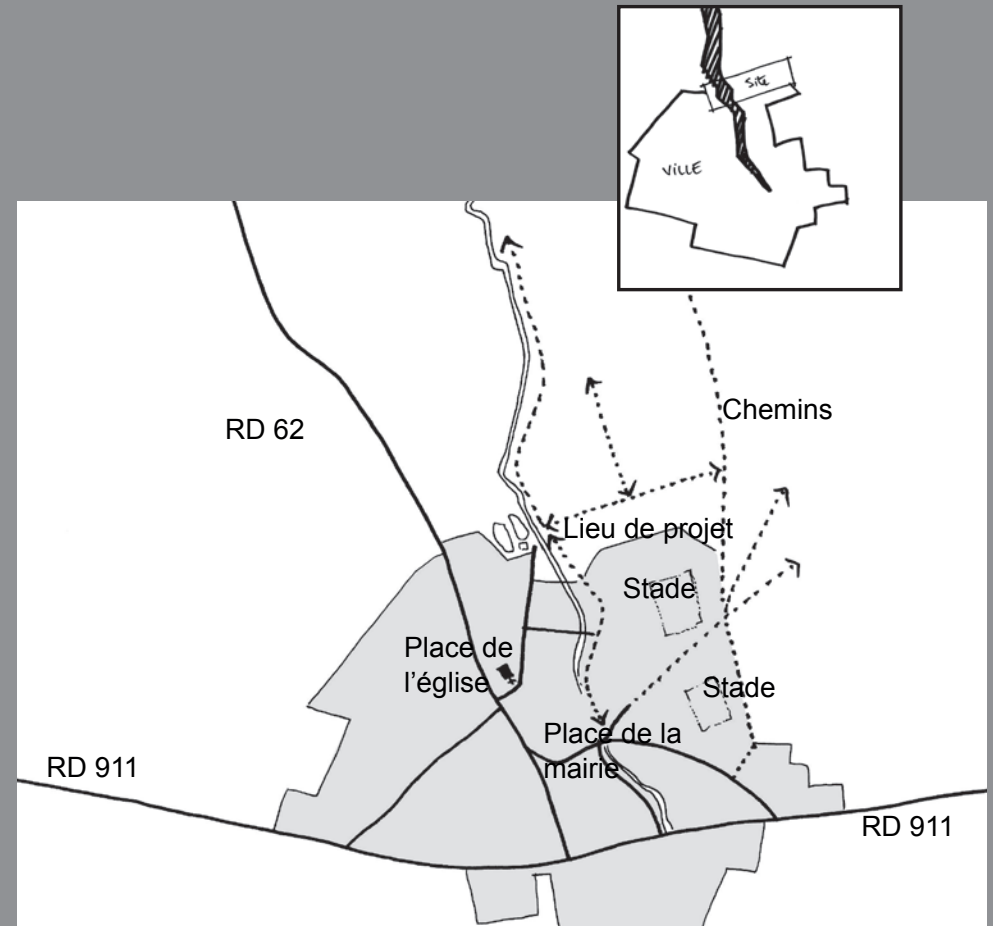 site
VILLE
Chemins
RD 62
Lieu de projet
Stade
Place de
l'église
Stade
Place de la
mairie
RD 911
RD 911